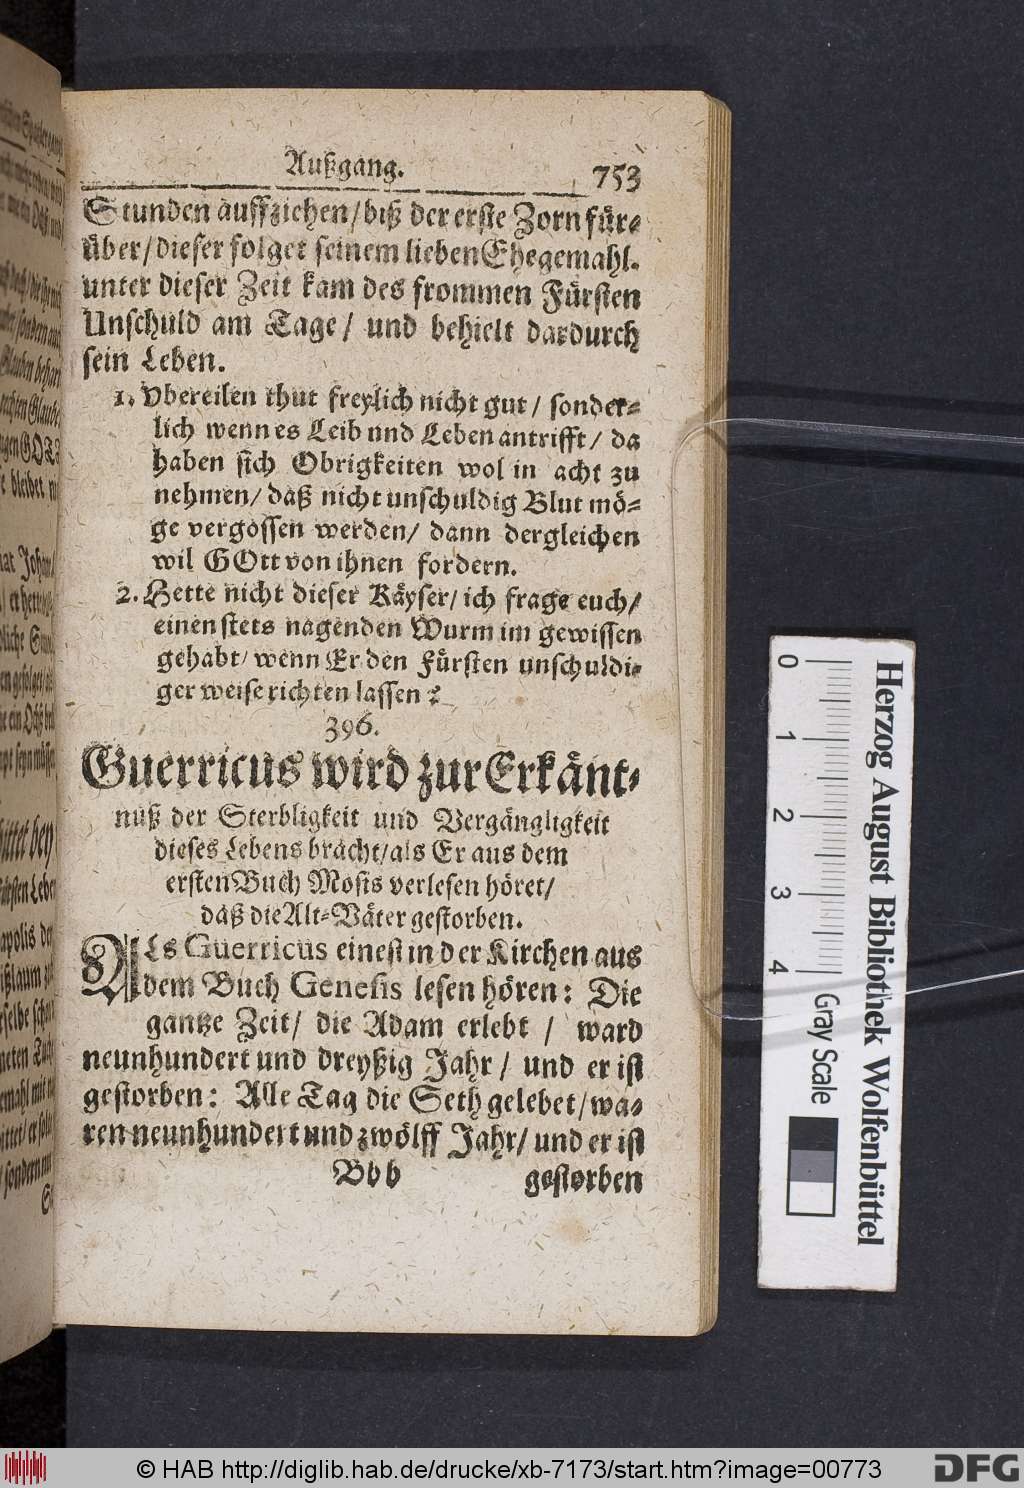 Außgang. 753
Stunden auffziehen/biß der erste Zorn für-
über/dieser folget seinem lieben Ehegemahl.
unter dieser Zeit kam des frommen Fürsten
Unschuld am Tage/ und behielt dardurch
sein Leben.
1. Vbereilen thut freylich nicht gut/ sonder-
lich wenn es Leib und Leben antrifft/ da
haben sich Obrigkeiten wol in acht zu
nehmen/ daß nicht unschuldig Blut mö-
ge vergossen werden/ dann dergleichen
wil GOtt von ihnen fordern.
2. Hette nicht dieser Käyser/ ich frage euch/
einen stets nagenden Wurm im gewissen
gehabt/ wenn Er den Fürsten unschuldi-
ger weise richten lassen?
396.
Guerricus wird zur Erkänt-
nüß der Sterbligkeit und Vergängligkeit
dieses Lebens bracht/als Er aus dem
ersten Buch Mosis verlesen höret/
daß die Alt-Väter gestorben.
ALs Guerricus einest in der Kirchen aus
dem Buch Genesis lesen hören: Die
gantze Zeit/ die Adam erlebt / ward
neunhundert und dreyßig Jahr / und er ist
gestorben: Alle Tag die Seth gelebet/wa-
ren neunhundert und zwölff Jahr/ und er ist
Bbb gestorben
Herzog August Bibliothek Wolfenbüttel
0 1 2 3 4 Gray Scale
© HAB http://diglib.hab.de/drucke/xb-7173/start.htm?image=00773
DFG